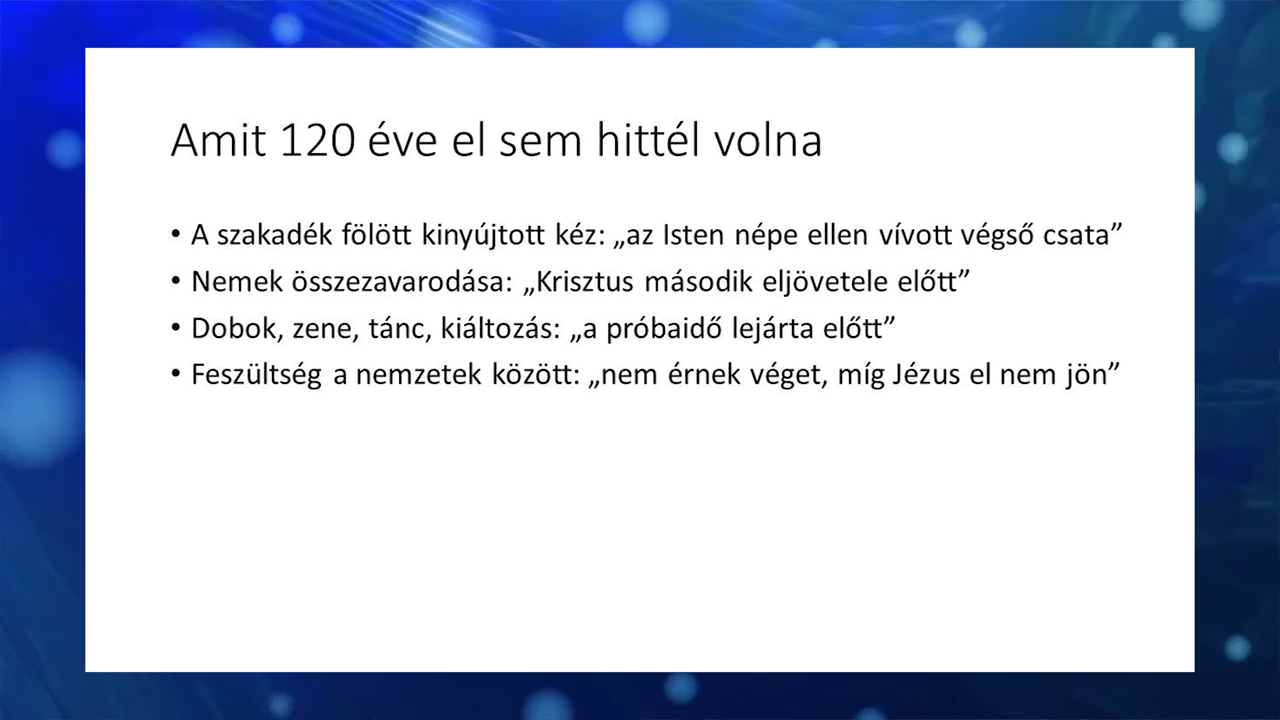 Amit 120 éve el sem hittél volna
• A szakadék fölött kinyújtott kéz: „az Isten népe ellen vívott végső csata”
• Nemek összezavarodása: „Krisztus második eljövetele előtt”
• Dobok, zene, tánc, kiáltozás: „a próbaidő lejárta előtt”
• Feszültség a nemzetek között: „nem érnek véget, míg Jézus el nem jön”